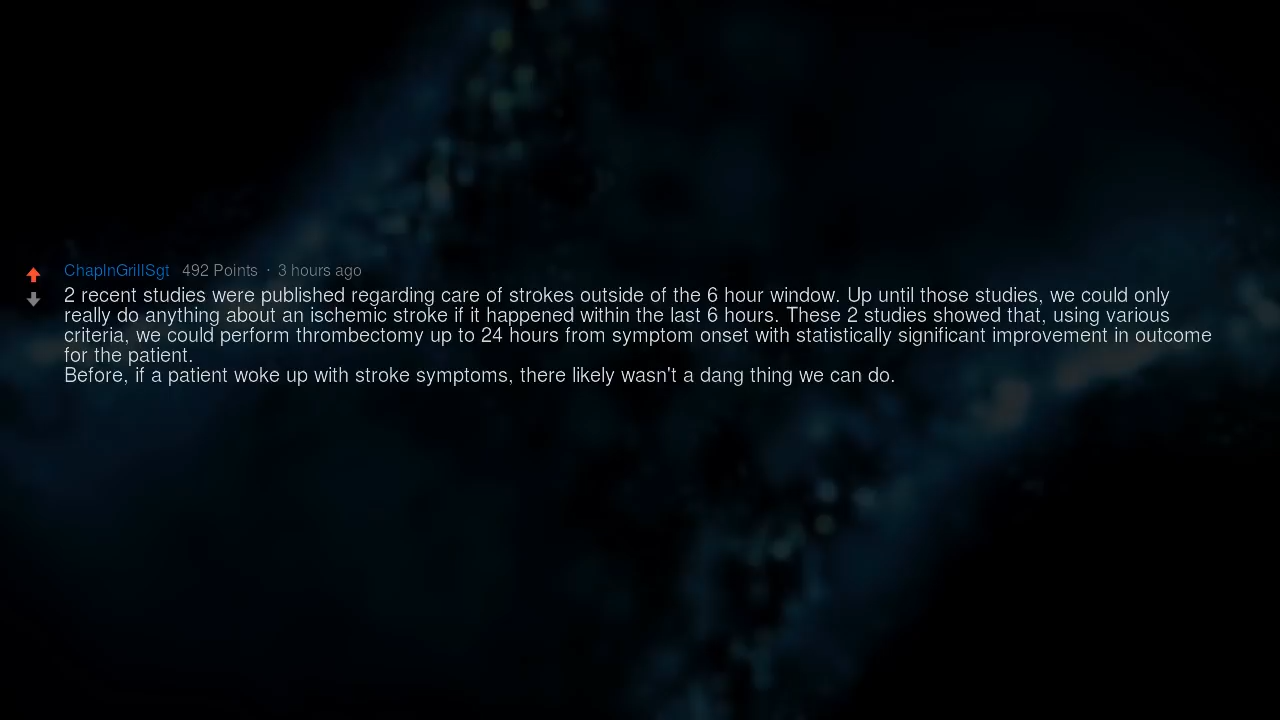 ChapInGrillSgt 492 Points · 3 hours ago
2 recent studies were published regarding care of strokes outside of the 6 hour window. Up until those studies, we could only
really do anything about an ischemic stroke if it happened within the last 6 hours. These 2 studies showed that, using various
criteria, we could perform thrombectomy up to 24 hours from symptom onset with statistically significant improvement in outcome
for the patient.
Before, if a patient woke up with stroke symptoms, there likely wasn't a dang thing we can do.